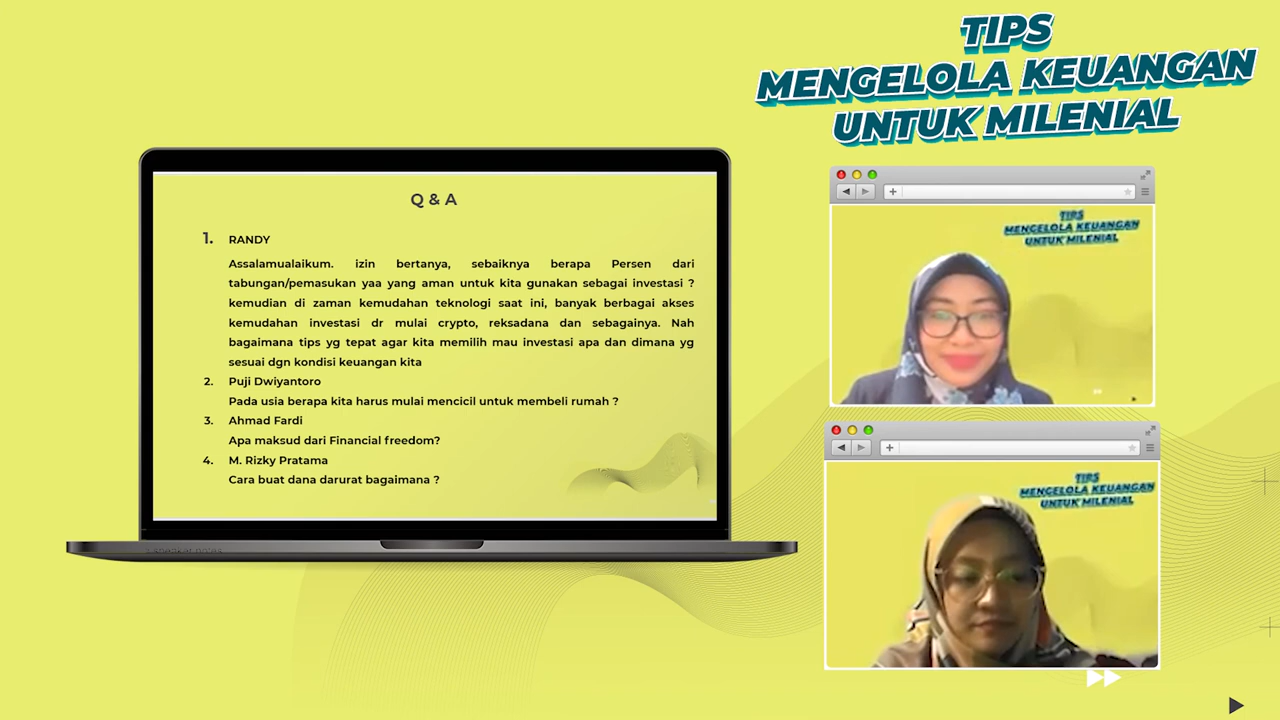 TIPS
MENGELOLA KEUANGAN
UNTUK MILENIAL
Q & A
1. RANDY
Assalamualaikum. izin bertanya, sebaiknya berapa Persen dari
tabungan/pemasukan yaa yang aman untuk kita gunakan sebagai investasi ?
kemudian di zaman kemudahan teknologi saat ini, banyak berbagai akses
kemudahan investasi dr mulai crypto, reksadana dan sebagainya. Nah
bagaimana tips yg tepat agar kita memilih mau investasi apa dan dimana yg
sesuai dgn kondisi keuangan kita
2. Puji Dwiyantoro
Pada usia berapa kita harus mulai mencicil untuk membeli rumah ?
3. Ahmad Fardi
Apa maksud dari Financial freedom?
4. M. Rizky Pratama
Cara buat dana darurat bagaimana ?
TIPS
MENGELOLA KEUANGAN
UNTUK MILENIAL
TIPS
MENGELOLA KEUANGAN
UNTUK MILENIAL